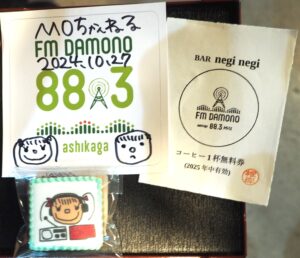 MOちゃんねる
FM DAMONO
2024.10.27
88.3
ashikaga
BAR negi negi
FM DAMONO
88.3 MHz
コーヒー1杯無料券
(2025年中有効)